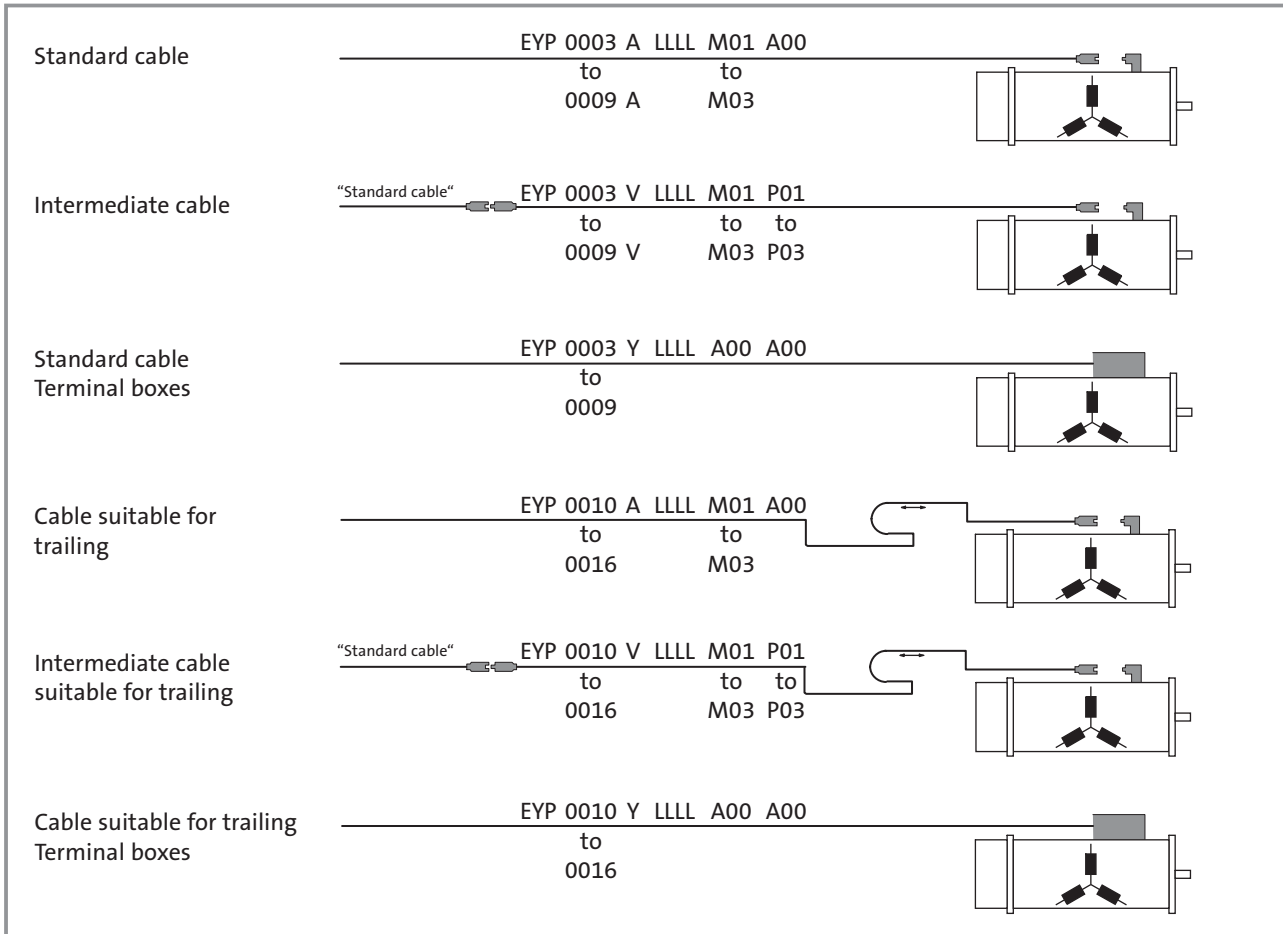 Standard cable
EYP 0003 A LLLL M01 A00
to to
0009 A M03
Intermediate cable
“Standard cable“
EYP 0003 V LLLL M01 P01
to to to
0009 V M03 P03
Standard cable
Terminal boxes
EYP 0003 Y LLLL A00 A00
to
0009
Cable suitable for
trailing
EYP 0010 A LLLL M01 A00
to to
0016 M03
Intermediate cable
suitable for trailing
“Standard cable“
EYP 0010 V LLLL M01 P01
to to to
0016 M03 P03
Cable suitable for trailing
Terminal boxes
EYP 0010 Y LLLL A00 A00
to
0016